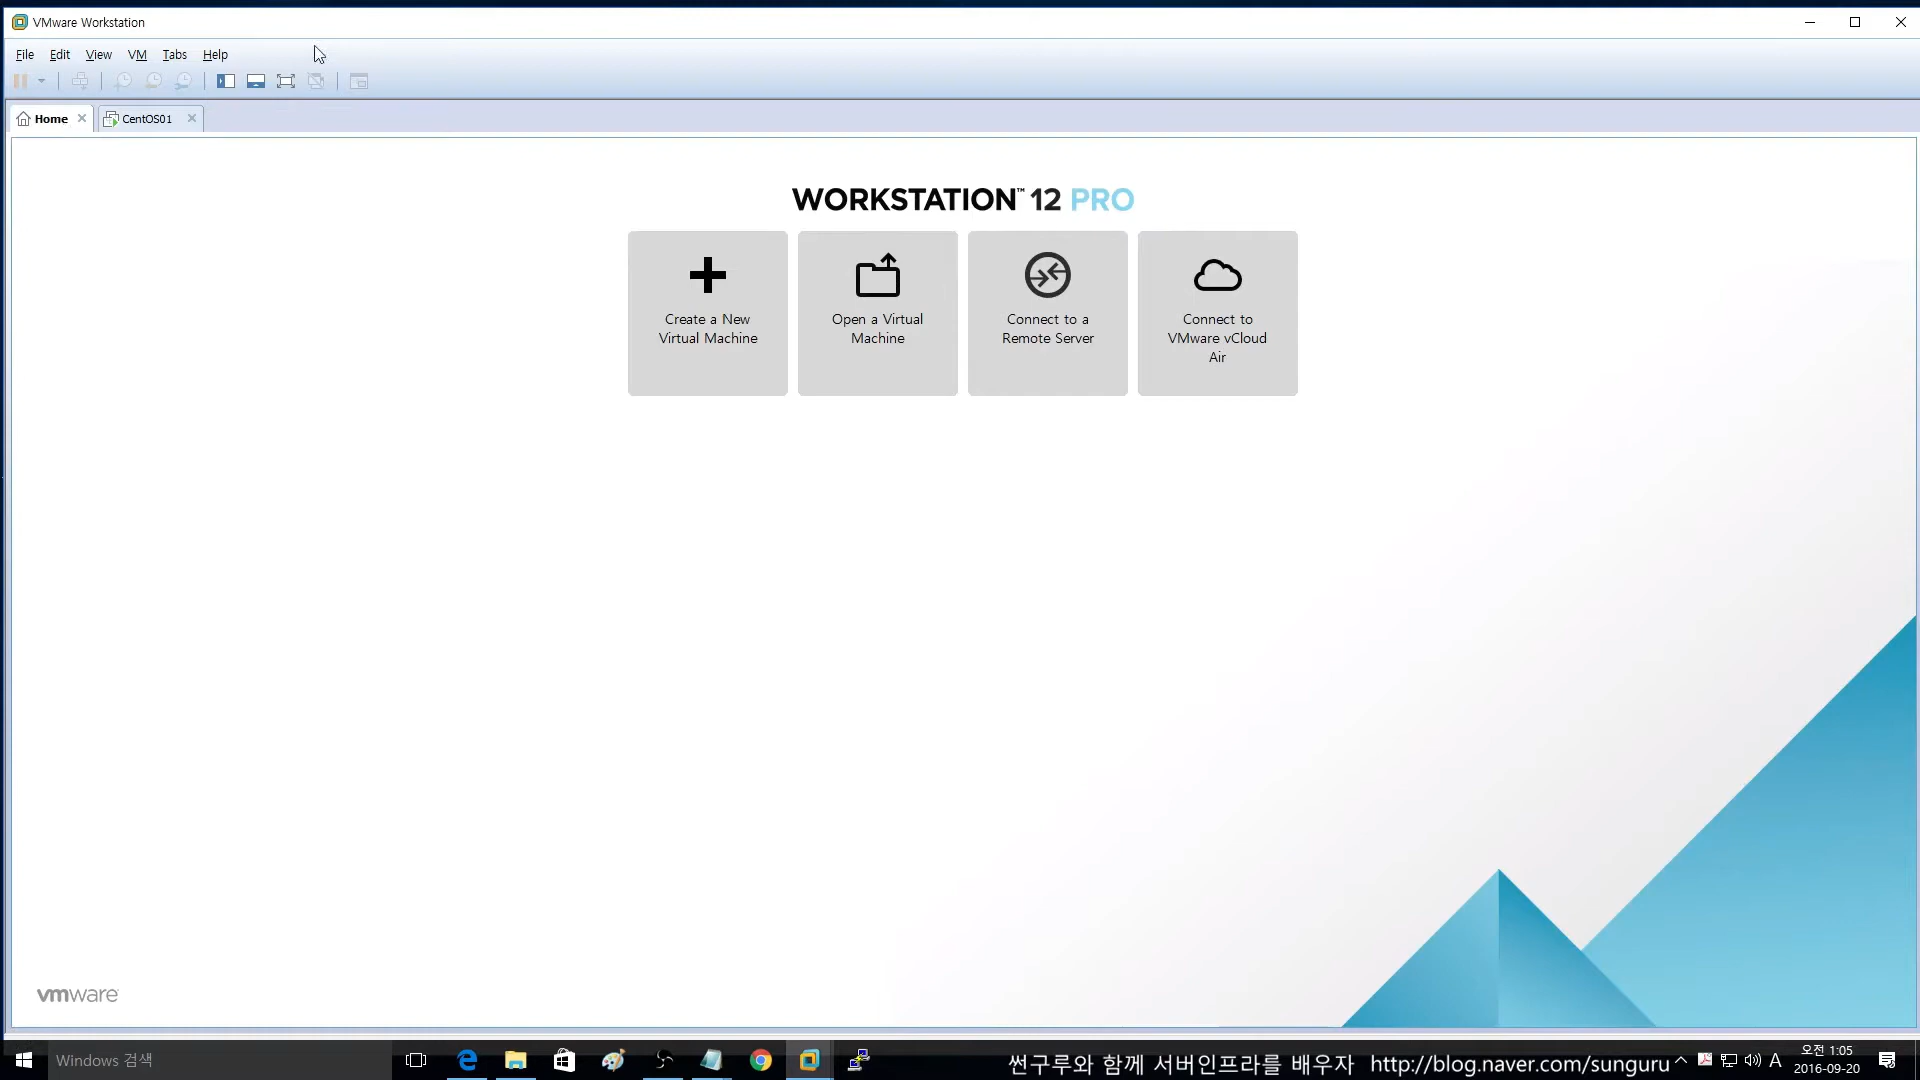 VMware Workstation
File Edit View VM Tabs Help
Home CentOS01
WORKSTATION™ 12 PRO
Create a New
Virtual Machine
Open a Virtual
Machine
Connect to a
Remote Server
Connect to
VMware vCloud
Air
vmware
Windows 검색
썬구루와 함께 서버인프라를 배우자 http://blog.naver.com/sunguru
A
오전 1:05
2016-09-20